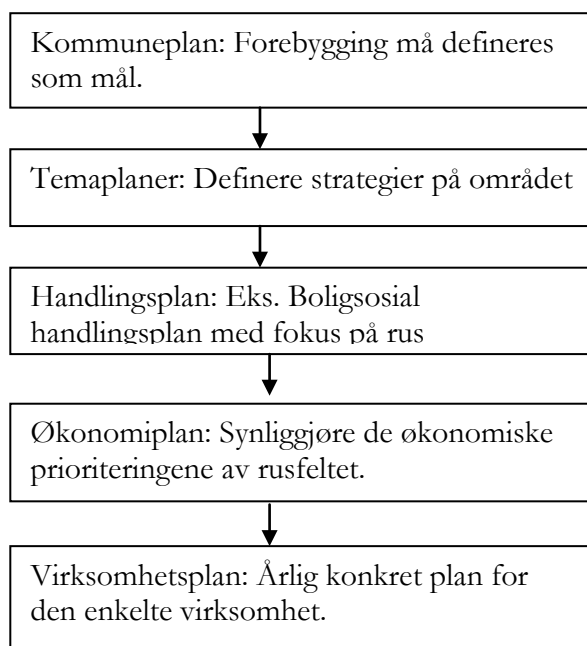 Kommuneplan: Forebygging må defineres
som mål.
Temaplaner: Definere strategier på området
Handlingsplan: Eks. Boligsosial
handlingsplan med fokus på rus
Økonomiplan: Synliggjøre de økonomiske
prioriteringene av rusfeltet.
Virksomhetsplan: Årlig konkret plan for
den enkelte virksomhet.